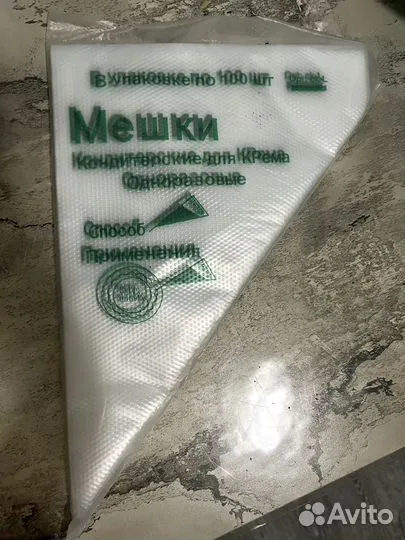 В упаковке по 100 шт
Мешки
Кондитерские для Крема
Одноразовые
Способ
Применения
Avito